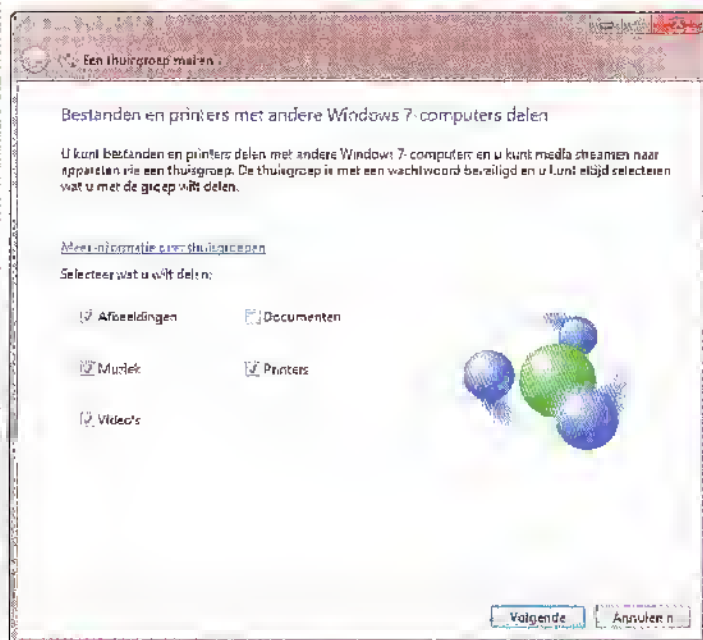 Een thuisgroep maken
Bestanden en printers met andere Windows 7-computers delen
U kunt bestanden en printers delen met andere Windows 7-computers en u kunt media streamen naar
apparaten via een thuisgroep. De thuisgroep is met een wachtwoord beveiligd en u kunt altijd selecteren
wat u met de groep wilt delen.
Meer informatie over thuisgroepen
Selecteer wat u wilt delen:
Afbeeldingen
Documenten
Muziek
Printers
Video's
Volgende
Annuleren